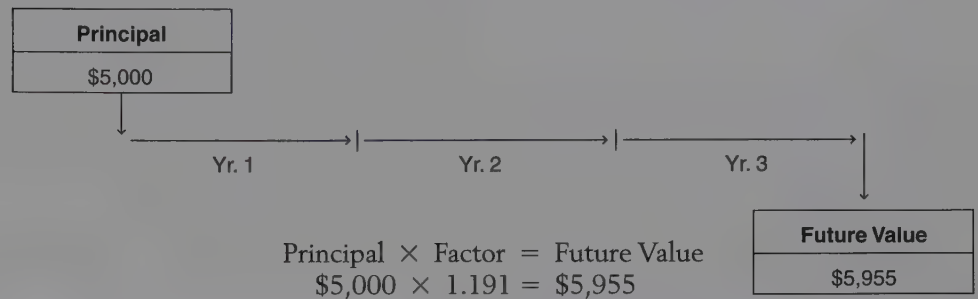 Principal
$5,000
Yr. 1 Yr. 2 Yr. 3
Principal × Factor = Future Value
$5,000 × 1.191 = $5,955
Future Value
$5,955